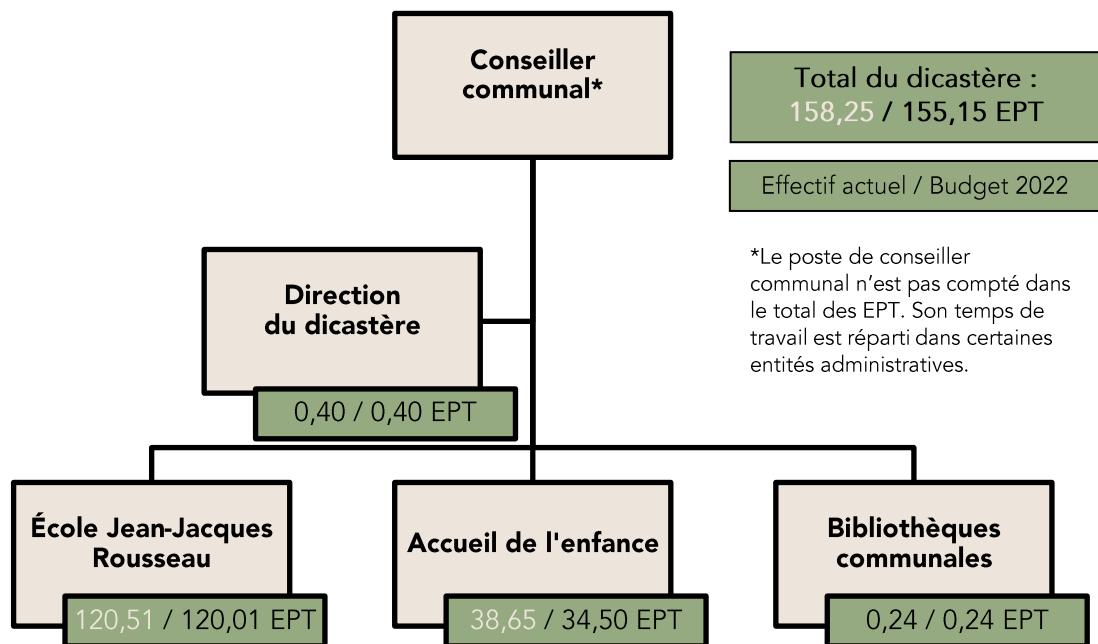 Conseiller
communal*
Total du dicastère :
158,25 / 155,15 EPT
Effectif actuel / Budget 2022
*Le poste de conseiller
communal n'est pas compté dans
le total des EPT. Son temps de
travail est réparti dans certaines
entités administratives.
Direction
du dicastère
0,40 / 0,40 EPT
École Jean-Jacques
Rousseau
120,51 / 120,01 EPT
Accueil de l'enfance
38,65 / 34,50 EPT
Bibliothèques
communales
0,24 / 0,24 EPT